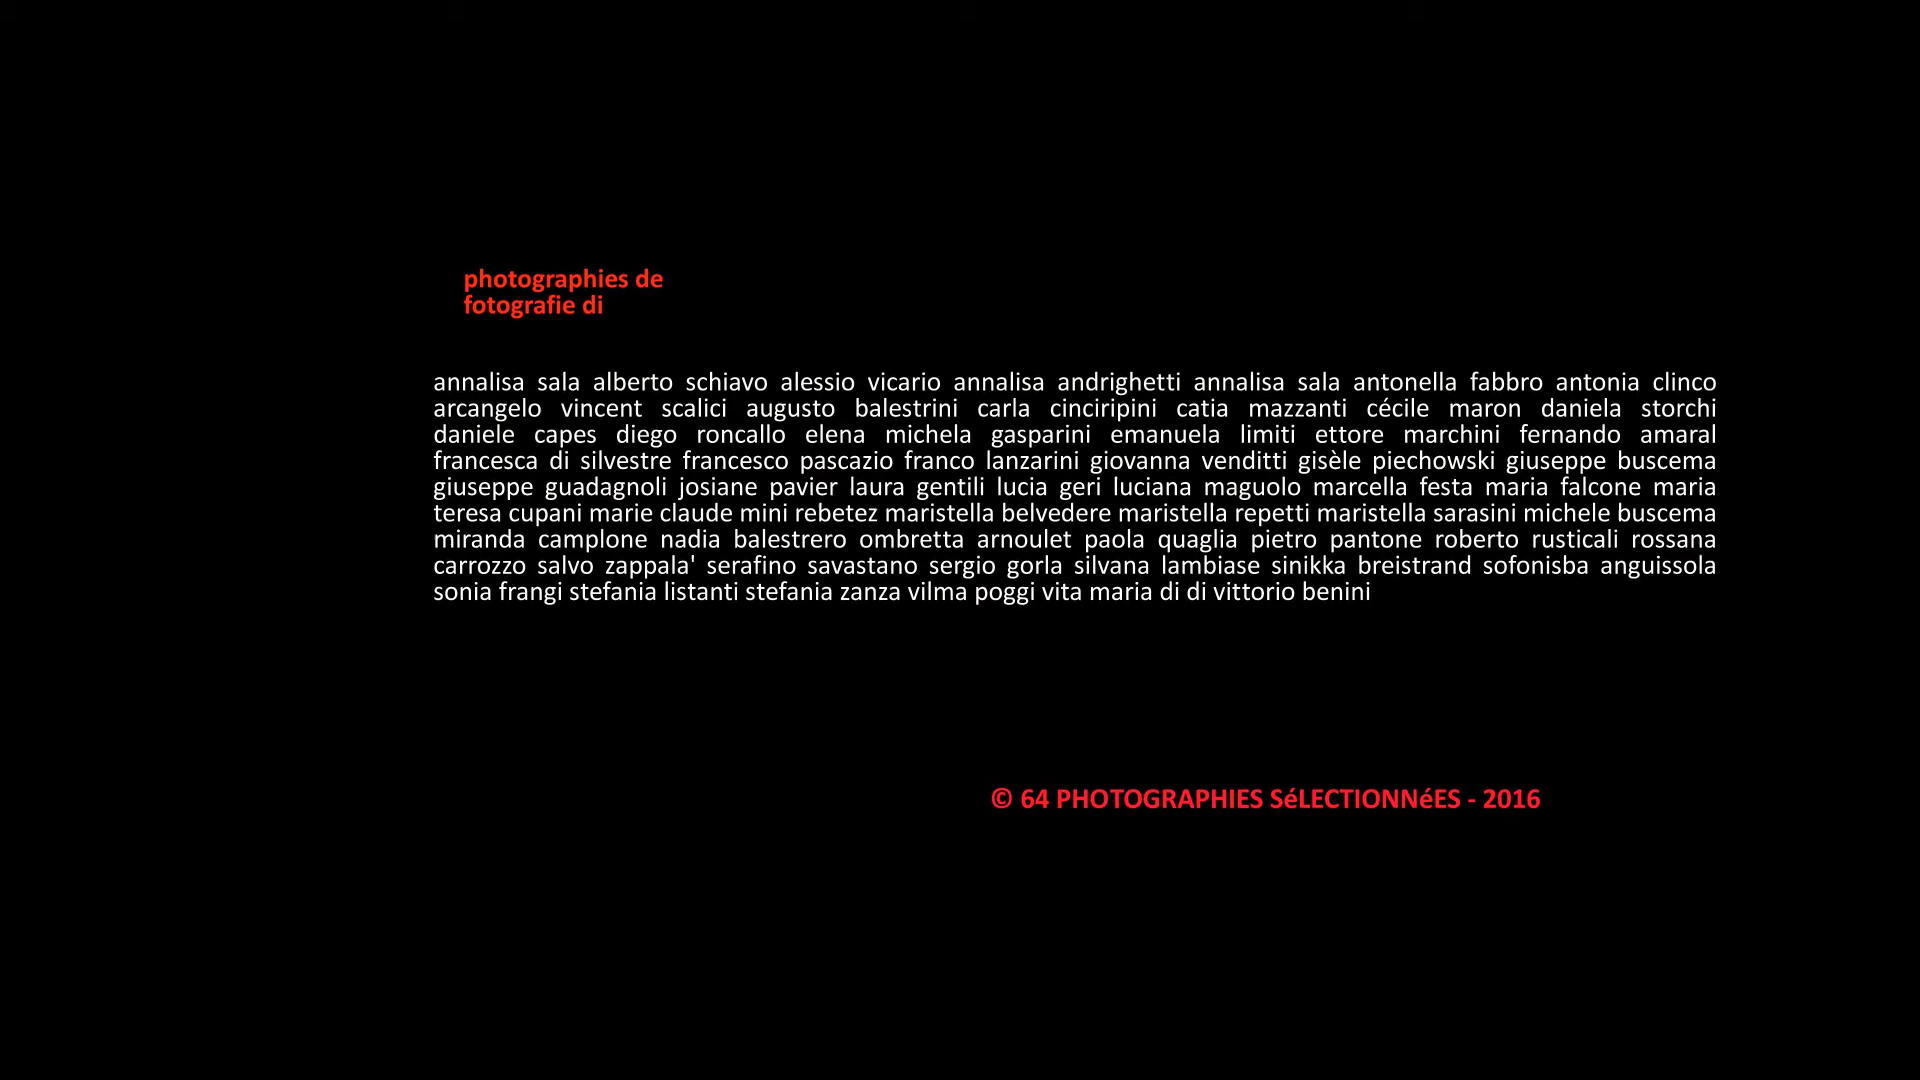 photographies de
fotografie di
annalisa sala alberto schiavo alessio vicario annalisa andrighetti annalisa sala antonella fabbro antonia clinco
arcangelo vincent scalici augusto balestrini carla cinciripini catia mazzanti cécile maron daniela storchi
daniele capes diego roncallo elena michela gasparini emanuela limiti ettore marchini fernando amaral
francesca di silvestre francesco pascazio franco lanzarini giovanna venditti gisèle piechowski giuseppe buscema
giuseppe guadagnoli josiane pavier laura gentili lucia geri luciana maguolo marcella festa maria falcone maria
teresa cupani marie claude mini rebetez maristella belvedere maristella repetti maristella sarasini michele buscema
miranda camplone nadia balestrero ombretta arnoulet paola quaglia pietro pantone roberto rusticali rossana
carrozzo salvo zappala' serafino savastano sergio gorla silvana lambiase sinikka breistrand sofonisba anguissola
sonia frangi stefania listanti stefania zanza vilma poggi vita maria di di vittorio benini
© 64 PHOTOGRAPHIES SéLECTIONNéES - 2016